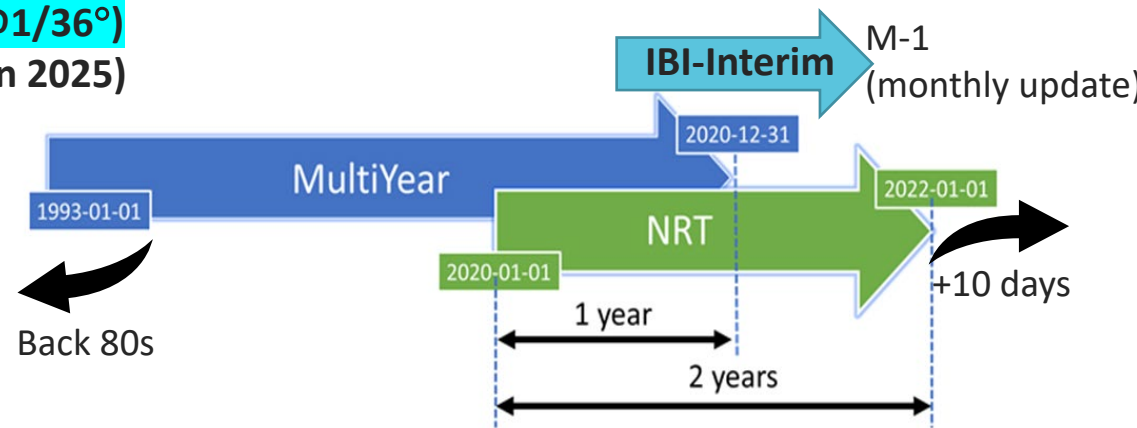 1/36°)
n 2025)
IBI-Interim
M-1
(monthly update)
2020-12-31
MultiYear
1993-01-01
2022-01-01
NRT
2020-01-01
+10 days
Back 80s
1 year
2 years